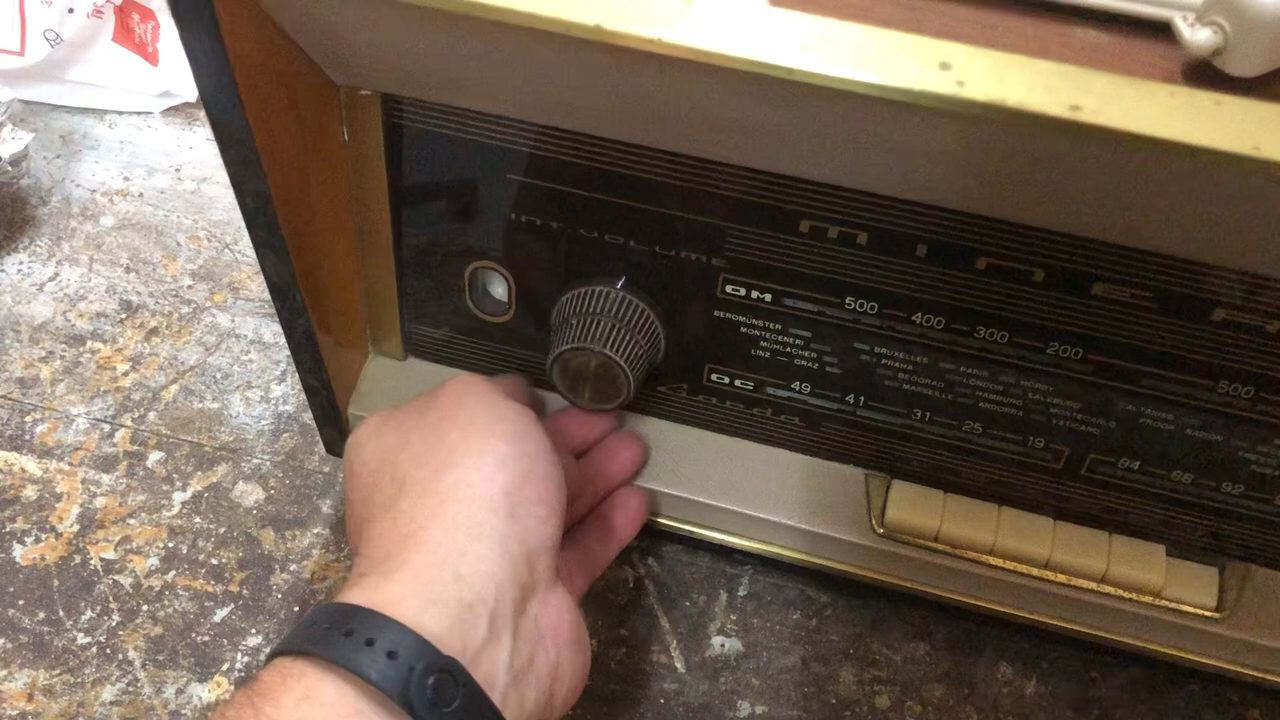 INT. VOLUME
MINE
OM 500 400 300 200
500
BEROMÜNSTER
MONTECENERI
MÜHLACHER
LINZ — GRAZ
BRUXELLES
PRAHA
BEOGRAD
MARSEILLE
PARIS
LONDON
HAMBURG
ANDORRA
SALZBURG
MONTECARLO
VATICANO
OC 49 41 31 25 19
84 88 92